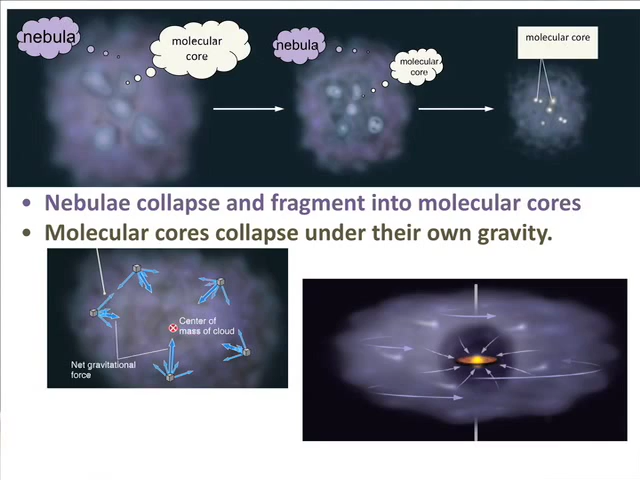 nebula
molecular
core
nebula
molecular
core
molecular core
• Nebulae collapse and fragment into molecular cores
• Molecular cores collapse under their own gravity.
Center of
mass of cloud
Net gravitational
force